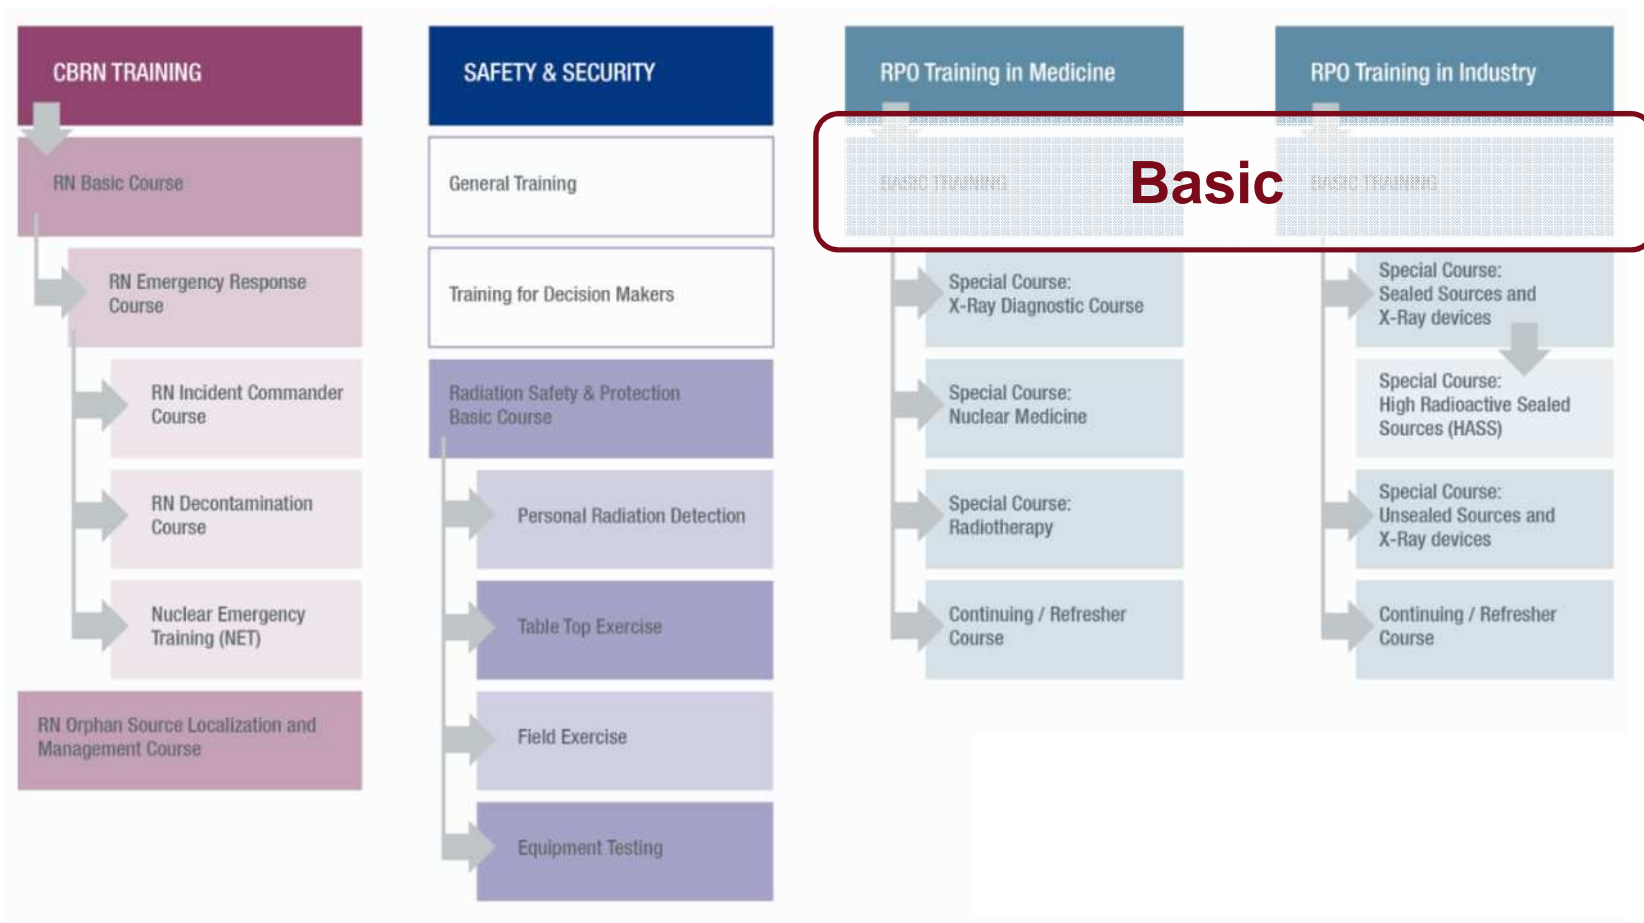 CBRN TRAINING
RN Basic Course
RN Emergency Response
Course
RN Incident Commander
Course
RN Decontamination
Course
Nuclear Emergency
Training (NET)
RN Orphan Source Localization and
Management Course
SAFETY & SECURITY
General Training
Training for Decision Makers
Radiation Safety & Protection
Basic Course
Personal Radiation Detection
Table Top Exercise
Field Exercise
Equipment Testing
RPO Training in Medicine
BASIC TRAINING
Basic
Special Course:
X-Ray Diagnostic Course
Special Course:
Nuclear Medicine
Special Course:
Radiotherapy
Continuing / Refresher
Course
RPO Training in Industry
BASIC TRAINING
Special Course:
Sealed Sources and
X-Ray devices
Special Course:
High Radioactive Sealed
Sources (HASS)
Special Course:
Unsealed Sources and
X-Ray devices
Continuing / Refresher
Course